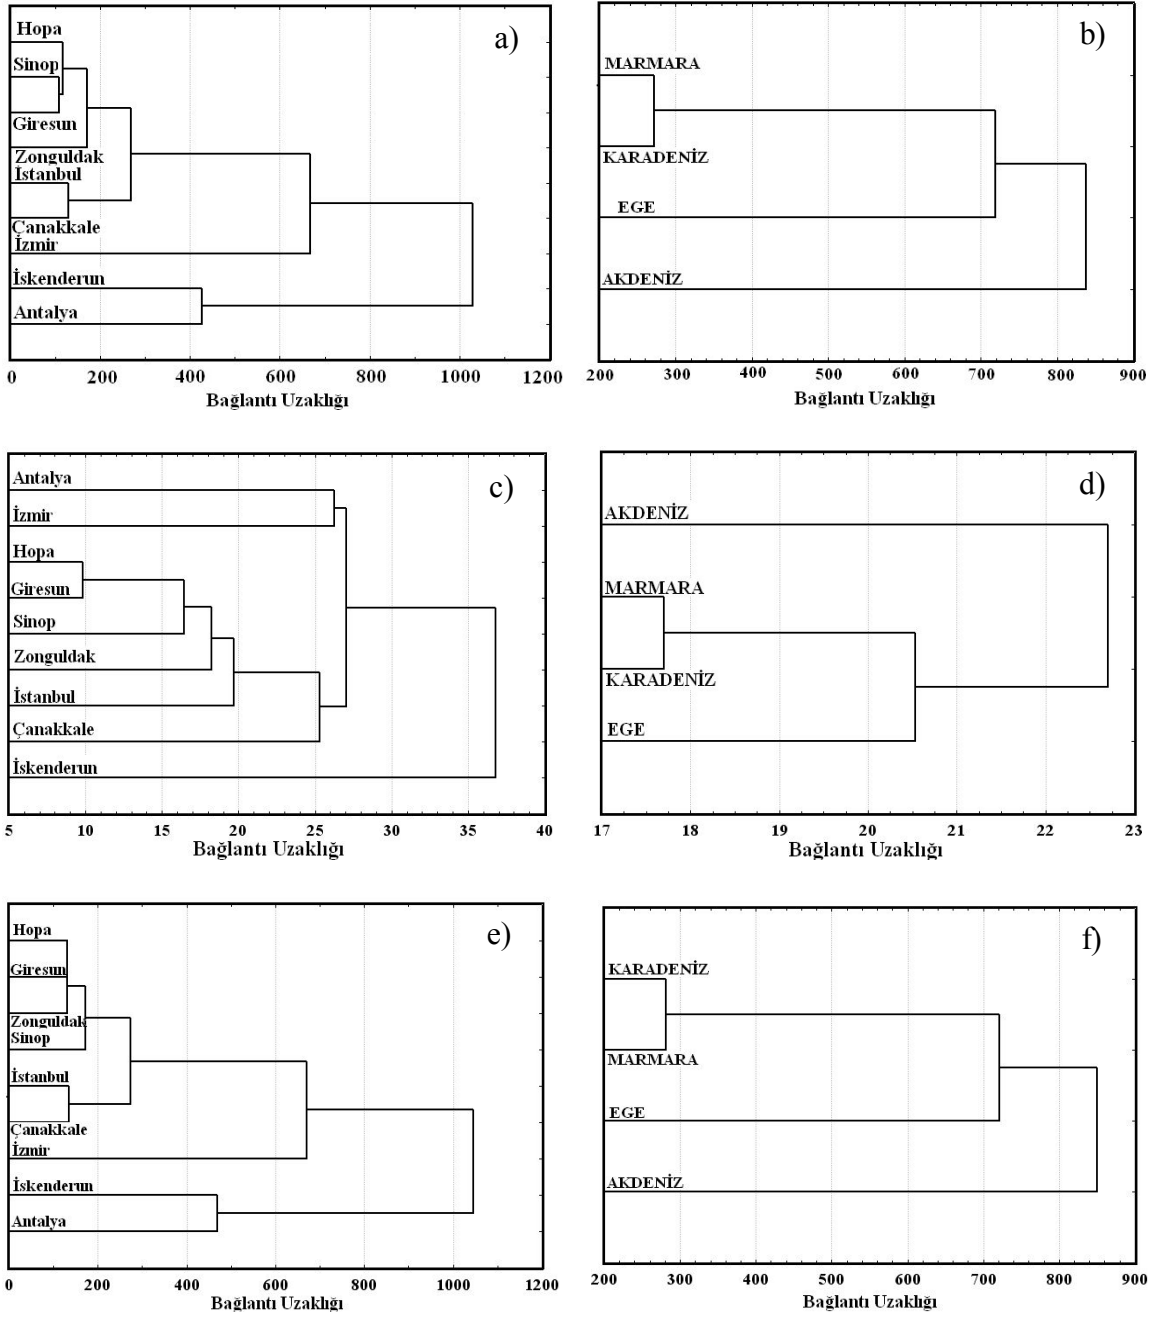 a)
Hopa
Sinop
Giresun
Zonguldak
İstanbul
Çanakkale
İzmir
İskenderun
Antalya
0 200 400 600 800 1000 1200
Bağlantı Uzaklığı
b)
MARMARA
KARADENİZ
EGE
AKDENİZ
200 300 400 500 600 700 800 900
Bağlantı Uzaklığı
c)
Antalya
İzmir
Hopa
Giresun
Sinop
Zonguldak
İstanbul
Çanakkale
İskenderun
5 10 15 20 25 30 35 40
Bağlantı Uzaklığı
d)
AKDENİZ
MARMARA
KARADENİZ
EGE
17 18 19 20 21 22 23
Bağlantı Uzaklığı
e)
Hopa
Giresun
Zonguldak
Sinop
İstanbul
Çanakkale
İzmir
İskenderun
Antalya
0 200 400 600 800 1000 1200
Bağlantı Uzaklığı
f)
KARADENİZ
MARMARA
EGE
AKDENİZ
200 300 400 500 600 700 800 900
Bağlantı Uzaklığı